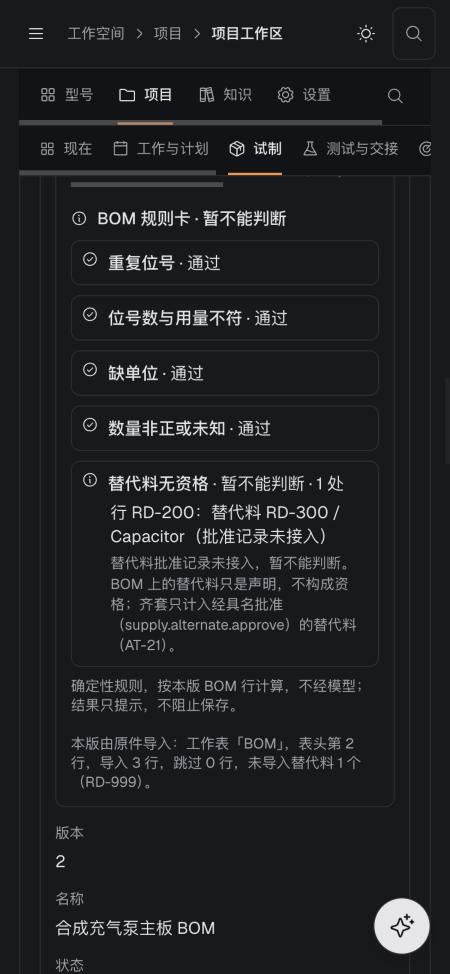 工作空间 > 项目 > 项目工作区
型号 项目 知识 设置
现在 工作与计划 试制 测试与交接
BOM 规则卡 · 暂不能判断
重复位号 · 通过
位号数与用量不符 · 通过
缺单位 · 通过
数量非正或未知 · 通过
替代料无资格 · 暂不能判断 · 1 处
行 RD-200：替代料 RD-300 /
Capacitor（批准记录未接入）
替代料批准记录未接入，暂不能判断。
BOM 上的替代料只是声明，不构成资
格；齐套只计入经具名批准
（supply.alternate.approve）的替代料
（AT-21）。
确定性规则，按本版 BOM 行计算，不经模型；
结果只提示，不阻止保存。
本版由原件导入：工作表「BOM」，表头第 2
行，导入 3 行，跳过 0 行，未导入替代料 1 个
（RD-999）。
版本
2
名称
合成充气泵主板 BOM
状态